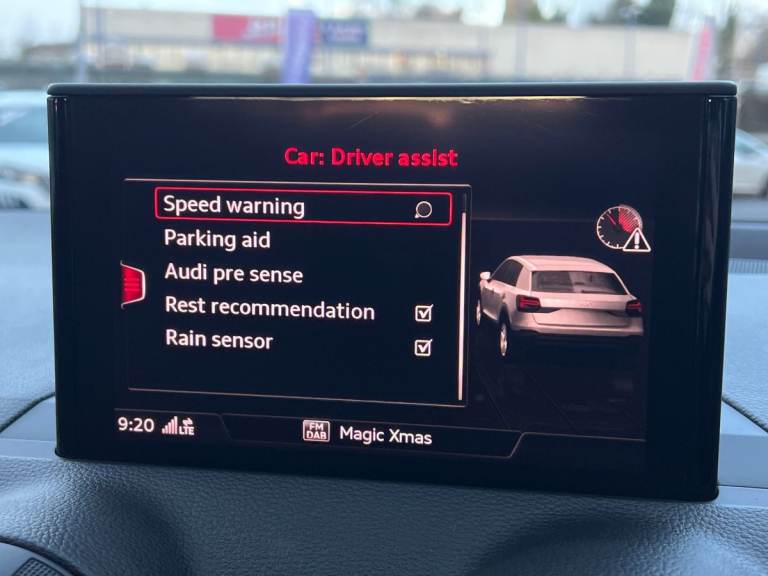 Car: Driver assist
Speed warning
Parking aid
Audi pre sense
Rest recommendation
Rain sensor
9:20 LTE
FM
DAB
Magic Xmas